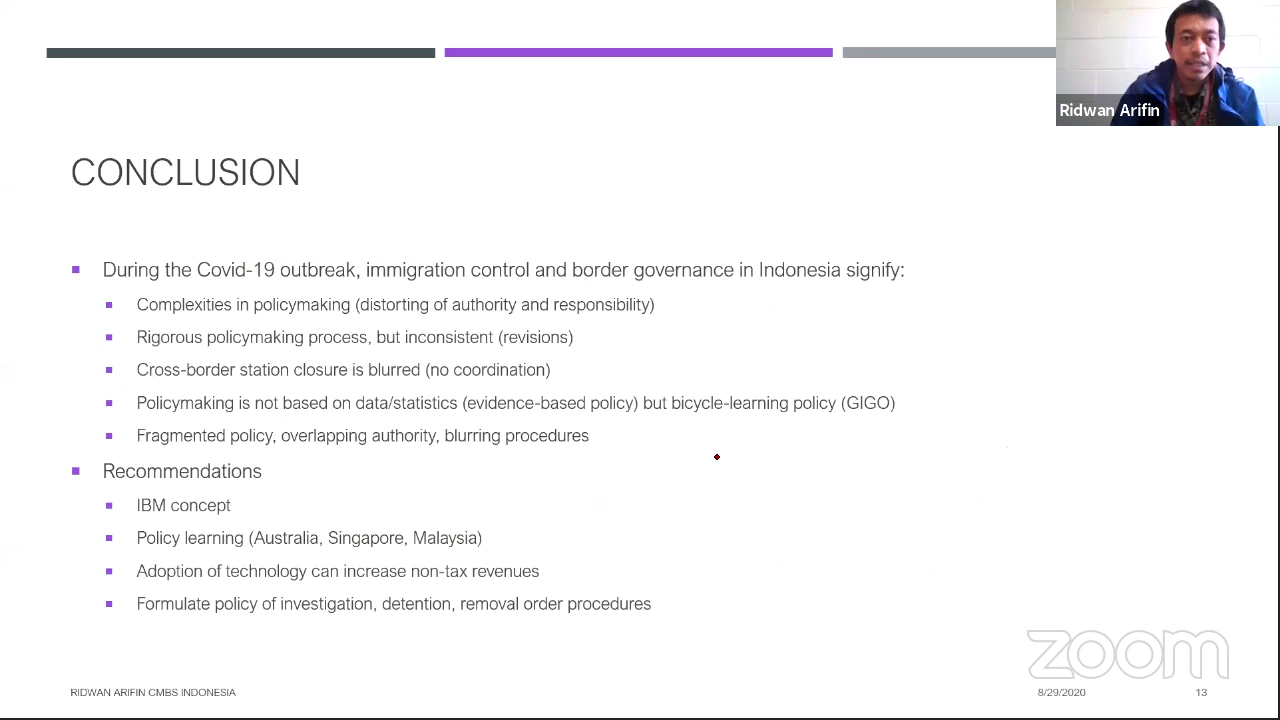 Ridwan Arifin
CONCLUSION
During the Covid-19 outbreak, immigration control and border governance in Indonesia signify:
Complexities in policymaking (distorting of authority and responsibility)
Rigorous policymaking process, but inconsistent (revisions)
Cross-border station closure is blurred (no coordination)
Policymaking is not based on data/statistics (evidence-based policy) but bicycle-learning policy (GIGO)
Fragmented policy, overlapping authority, blurring procedures
Recommendations
IBM concept
Policy learning (Australia, Singapore, Malaysia)
Adoption of technology can increase non-tax revenues
Formulate policy of investigation, detention, removal order procedures
zoom
RIDWAN ARIFIN CMBS INDONESIA 8/29/2020 13